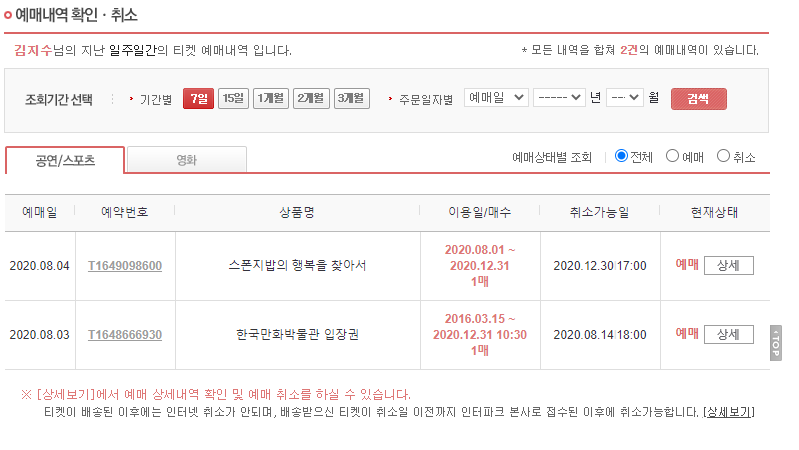 예매내역 확인 · 취소
김지수님의 지난 일주일간의 티켓 예매내역 입니다.
* 모든 내역을 합쳐 2건의 예매내역이 있습니다.
조회기간 선택
기간별 7일 15일 1개월 2개월 3개월
주문일자별 예매일 ----- 년 --- 월 검색
공연/스포츠 영화
예매상태별 조회 전체 예매 취소
예매일 예약번호 상품명 이용일/매수 취소가능일 현재상태
2020.08.04 T1649098600 스폰지밥의 행복을 찾아서
2020.08.01 ~
2020.12.31
1매
2020.12.30 17:00 예매 상세
2020.08.03 T1648666930 한국만화박물관 입장권
2016.03.15 ~
2020.12.31 10:30
1매
2020.08.14 18:00 예매 상세
TOP
※ [상세보기]에서 예매 상세내역 확인 및 예매 취소를 하실 수 있습니다.
티켓이 배송된 이후에는 인터넷 취소가 안되며, 배송받으신 티켓이 취소일 이전까지 인터파크 본사로 접수된 이후에 취소가능합니다. [상세보기]